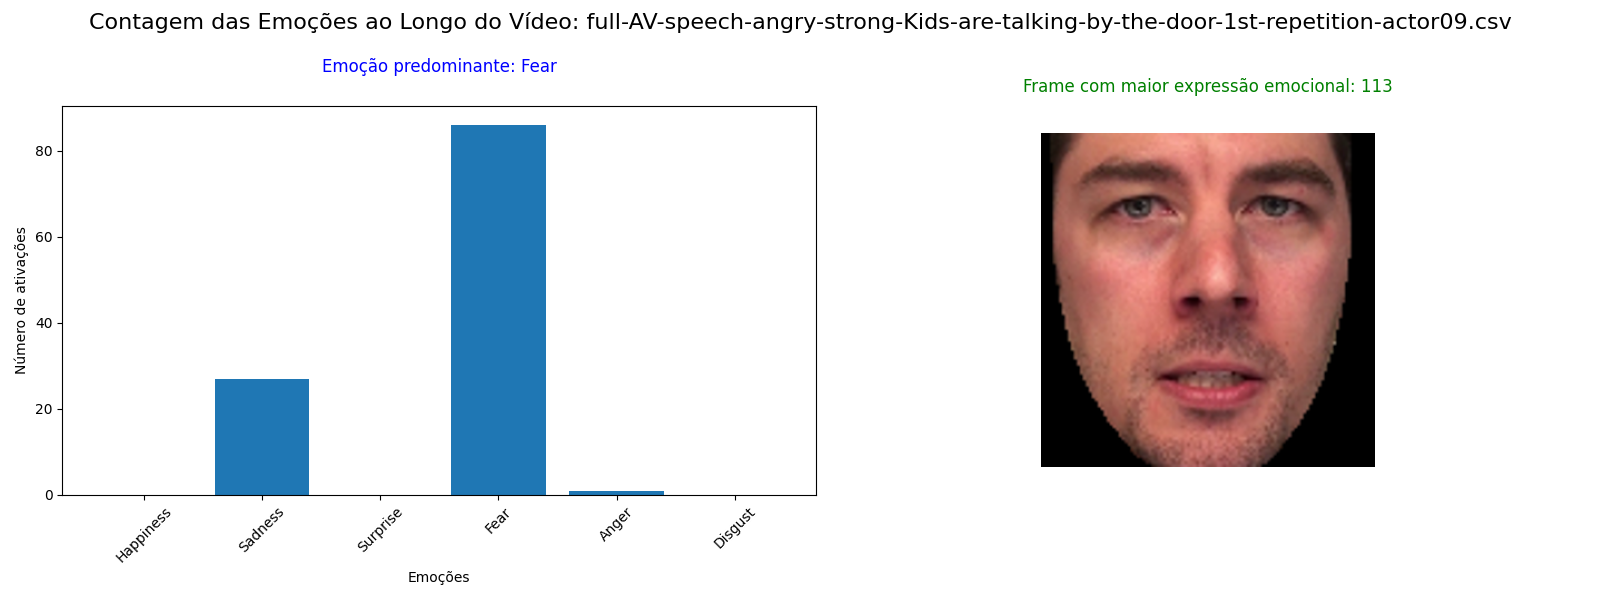 Contagem das Emoções ao Longo do Vídeo: full-AV-speech-angry-strong-Kids-are-talking-by-the-door-1st-repetition-actor09.csv
Emoção predominante: Fear
Número de ativações
80
60
40
20
0
Happiness
Sadness
Surprise
Fear
Anger
Disgust
Emoções
Frame com maior expressão emocional: 113